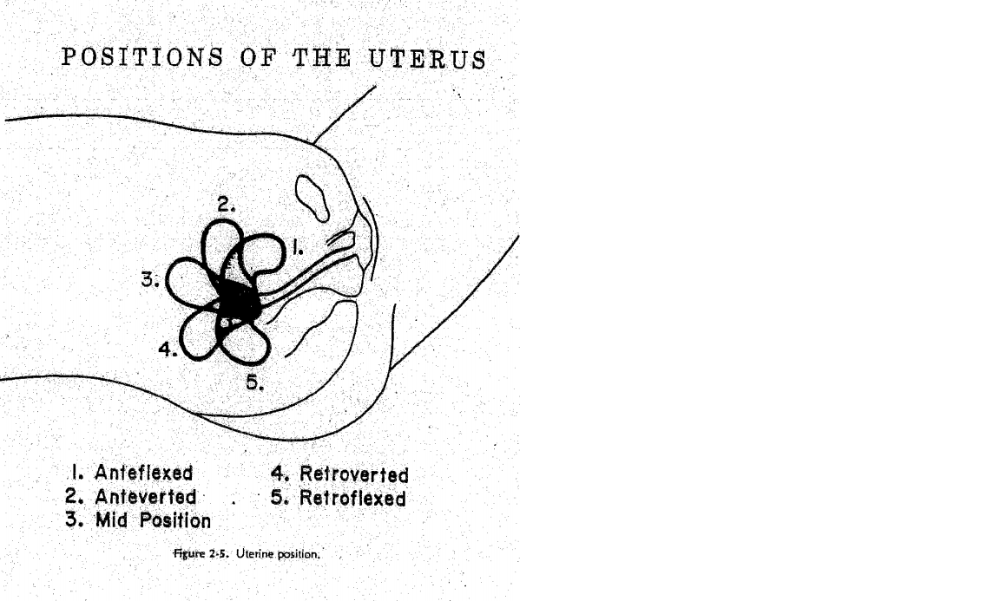 POSITIONS OF THE UTERUS
2.
1.
3.
4.
5.
1. Anteflexed
2. Anteverted
3. Mid Position
4. Retroverted
5. Retroflexed
Figure 2-5. Uterine position.